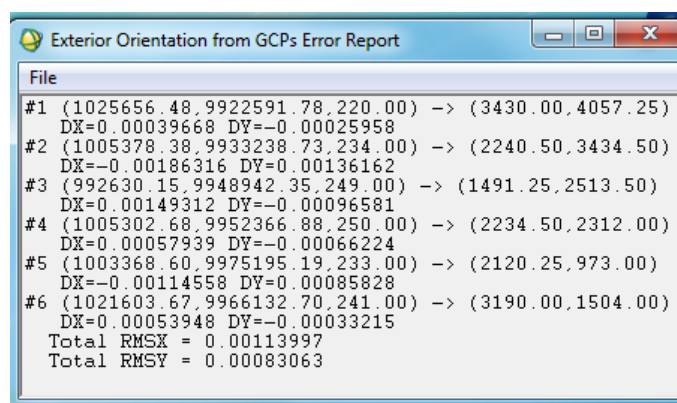 Exterior Orientation from GCPs Error Report
File
#1 (1025656.48,9922591.78,220.00) -> (3430.00,4057.25)
DX=0.00039668 DY=-0.00025958
#2 (1005378.38,9933238.73,234.00) -> (2240.50,3434.50)
DX=-0.00186316 DY=0.00136162
#3 (992630.15,9948942.35,249.00) -> (1491.25,2513.50)
DX=0.00149312 DY=-0.00096581
#4 (1005302.68,9952366.88,250.00) -> (2234.50,2312.00)
DX=0.00057939 DY=-0.00066224
#5 (1003368.60,9975195.19,233.00) -> (2120.25,973.00)
DX=-0.00114558 DY=0.00085828
#6 (1021603.67,9966132.70,241.00) -> (3190.00,1504.00)
DX=0.00053948 DY=-0.00033215
Total RMSX = 0.00113997
Total RMSY = 0.00083063